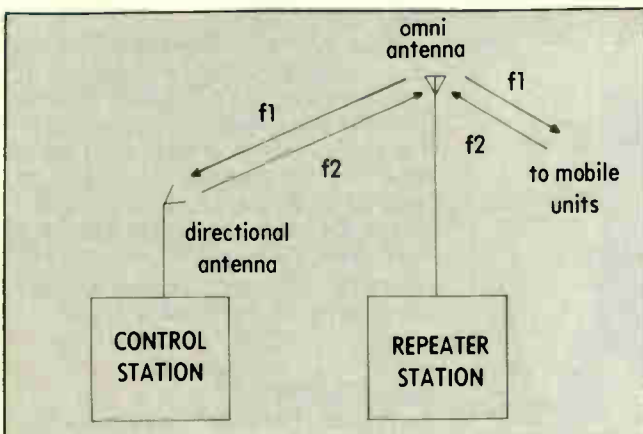 omni
antenna
f1
f1
f2
f2
to mobile
units
directional
antenna
CONTROL
STATION
REPEATER
STATION